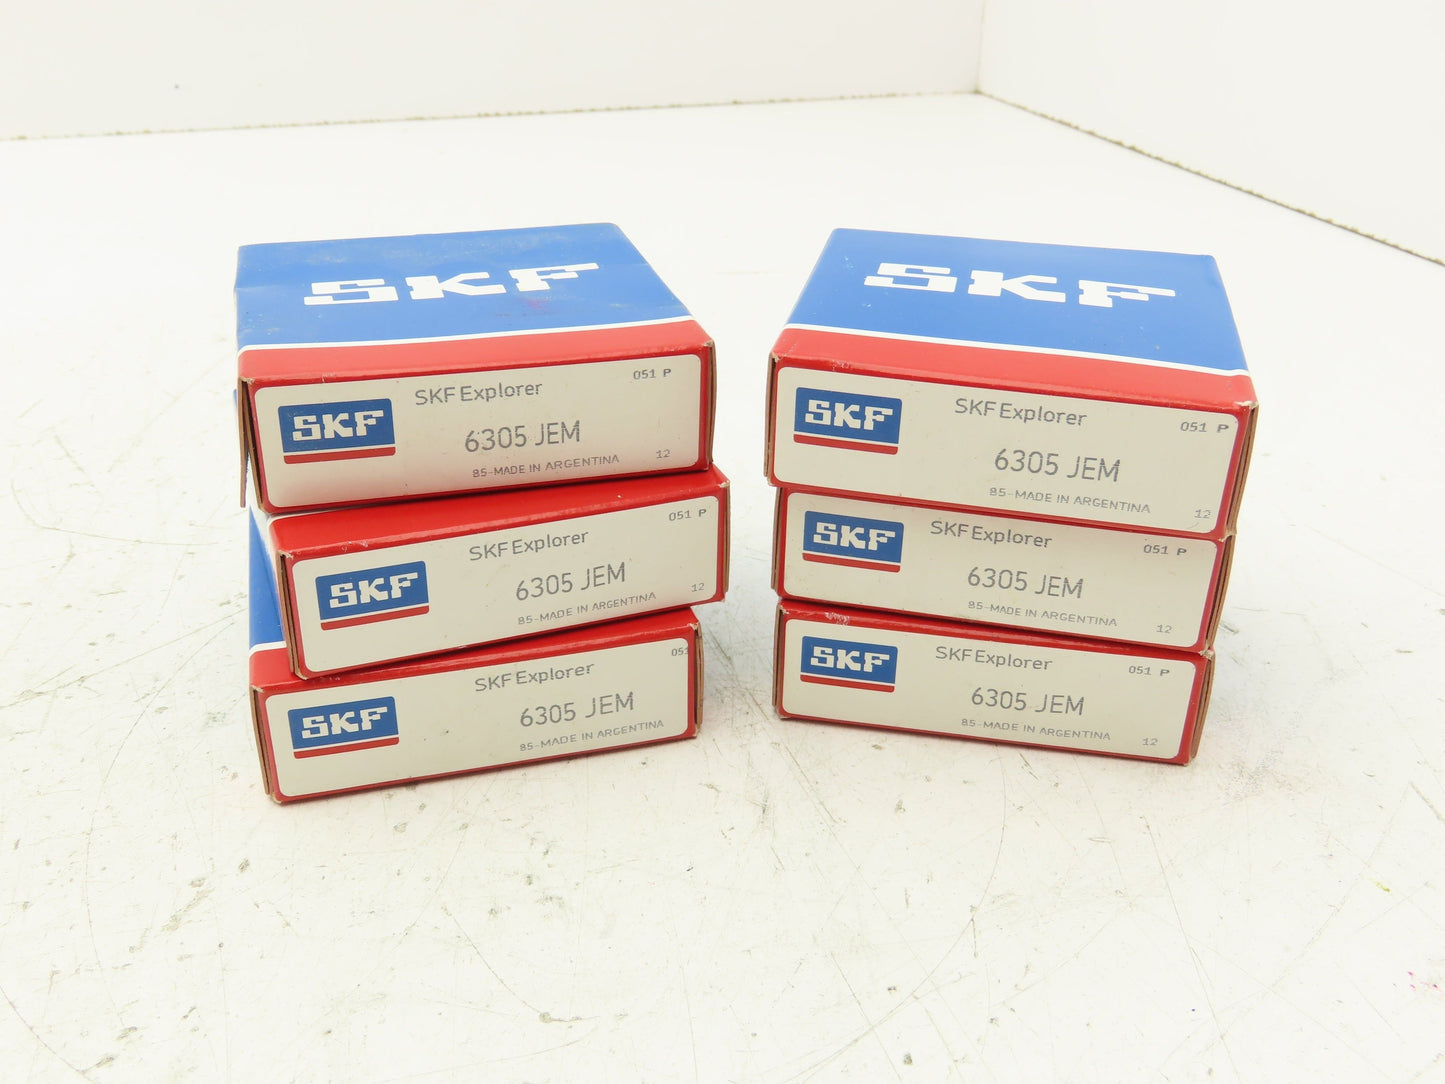 SKF
SKF
SKF Explorer
051 P
6305 JEM
85-MADE IN ARGENTINA
12
SKF
SKF Explorer
051 P
6305 JEM
85-MADE IN ARGENTINA
12
SKF
SKF Explorer
051
6305 JEM
85-MADE IN ARGENTINA
SKF
SKF
SKF Explorer
051 P
6305 JEM
85-MADE IN ARGENTINA
12
SKF
SKF Explorer
051 P
6305 JEM
85-MADE IN ARGENTINA
12
SKF
SKF Explorer
051 P
6305 JEM
85-MADE IN ARGENTINA
12